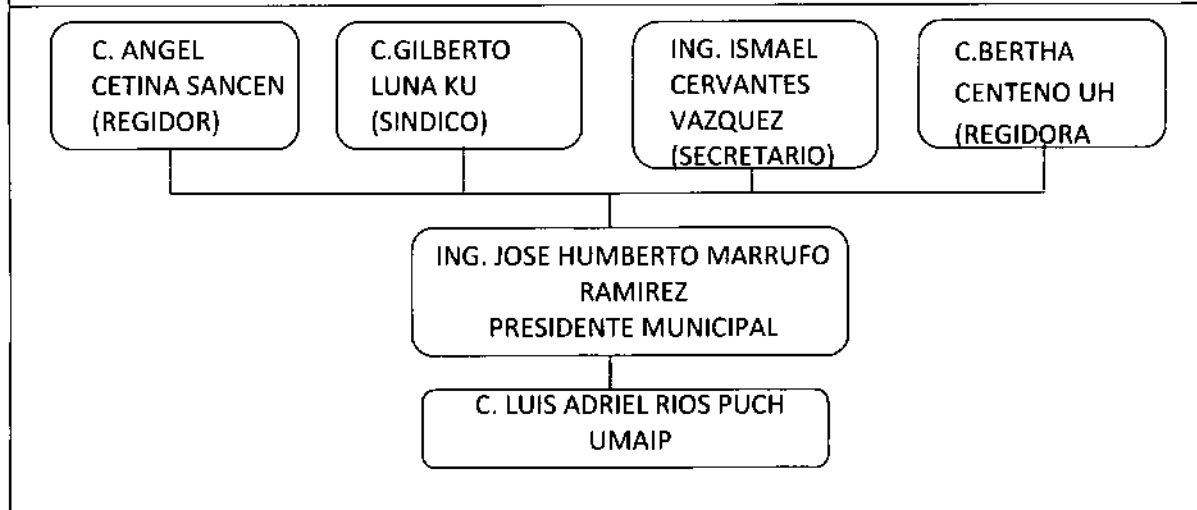 C. ANGEL
CETINA SANCEN
(REGIDOR)
C.GILBERTO
LUNA KU
(SINDICO)
ING. ISMAEL
CERVANTES
VAZQUEZ
(SECRETARIO)
C.BERTHA
CENTENO UH
(REGIDORA
ING. JOSE HUMBERTO MARRUFO
RAMIREZ
PRESIDENTE MUNICIPAL
C. LUIS ADRIEL RIOS PUCH
UMAIP